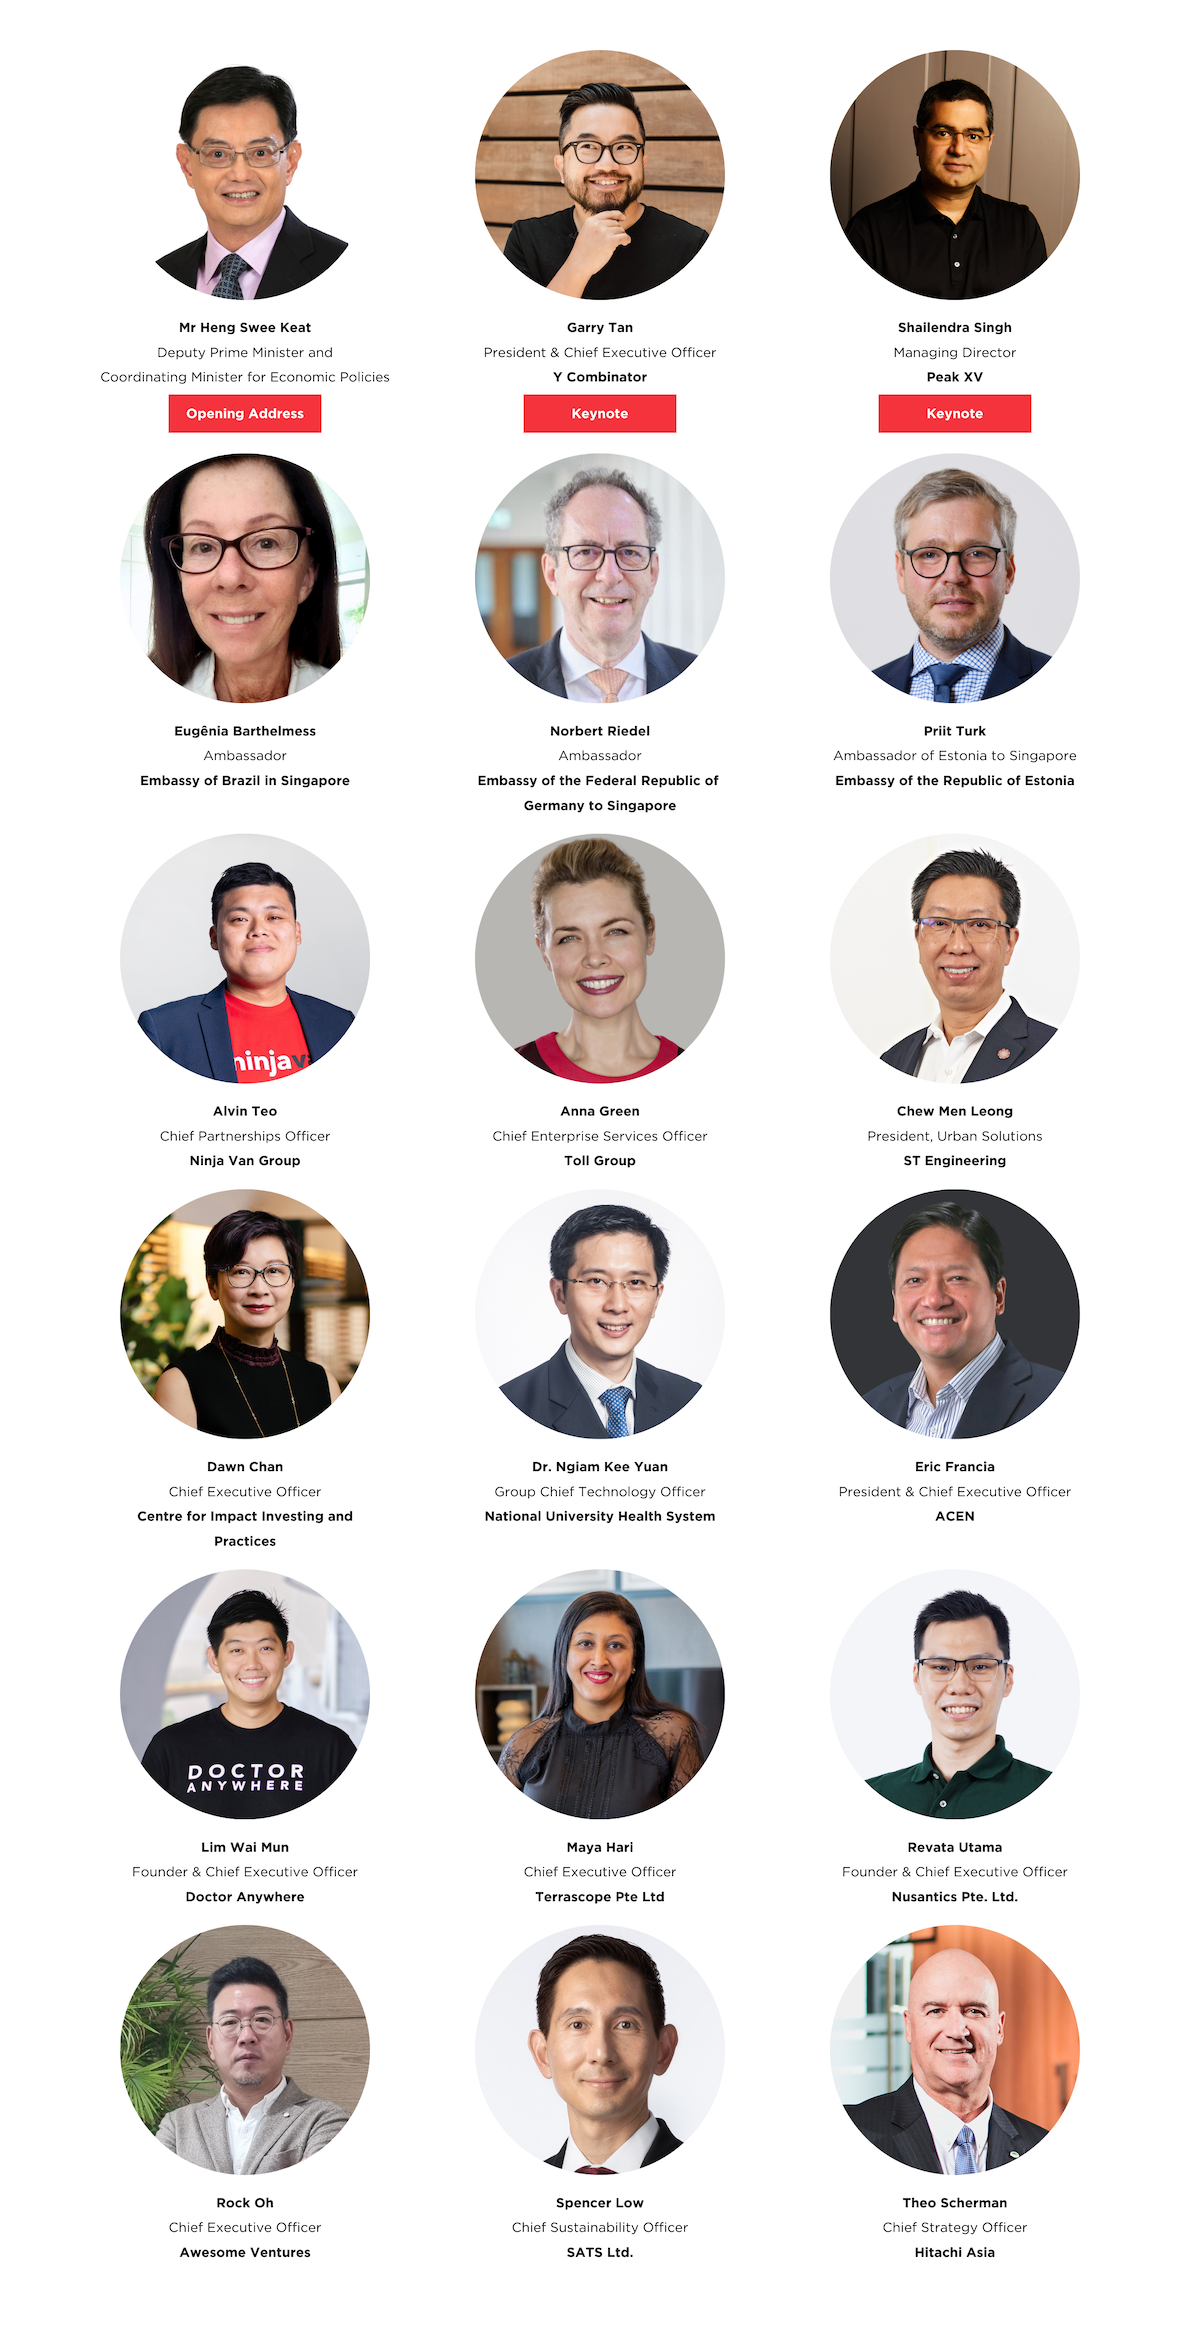 Mr Heng Swee Keat
Deputy Prime Minister and
Coordinating Minister for Economic Policies
Opening Address
Garry Tan
President & Chief Executive Officer
Y Combinator
Keynote
Shailendra Singh
Managing Director
Peak XV
Keynote
Eugênia Barthelmess
Ambassador
Embassy of Brazil in Singapore
Norbert Riedel
Ambassador
Embassy of the Federal Republic of
Germany to Singapore
Priit Turk
Ambassador of Estonia to Singapore
Embassy of the Republic of Estonia
ninjav
Alvin Teo
Chief Partnerships Officer
Ninja Van Group
Anna Green
Chief Enterprise Services Officer
Toll Group
Chew Men Leong
President, Urban Solutions
ST Engineering
Dawn Chan
Chief Executive Officer
Centre for Impact Investing and
Practices
Dr. Ngiam Kee Yuan
Group Chief Technology Officer
National University Health System
Eric Francia
President & Chief Executive Officer
ACEN
DOCTOR
ANYWHERE
Lim Wai Mun
Founder & Chief Executive Officer
Doctor Anywhere
Maya Hari
Chief Executive Officer
Terrascope Pte Ltd
Revata Utama
Founder & Chief Executive Officer
Nusantics Pte. Ltd.
Rock Oh
Chief Executive Officer
Awesome Ventures
Spencer Low
Chief Sustainability Officer
SATS Ltd.
Theo Scherman
Chief Strategy Officer
Hitachi Asia